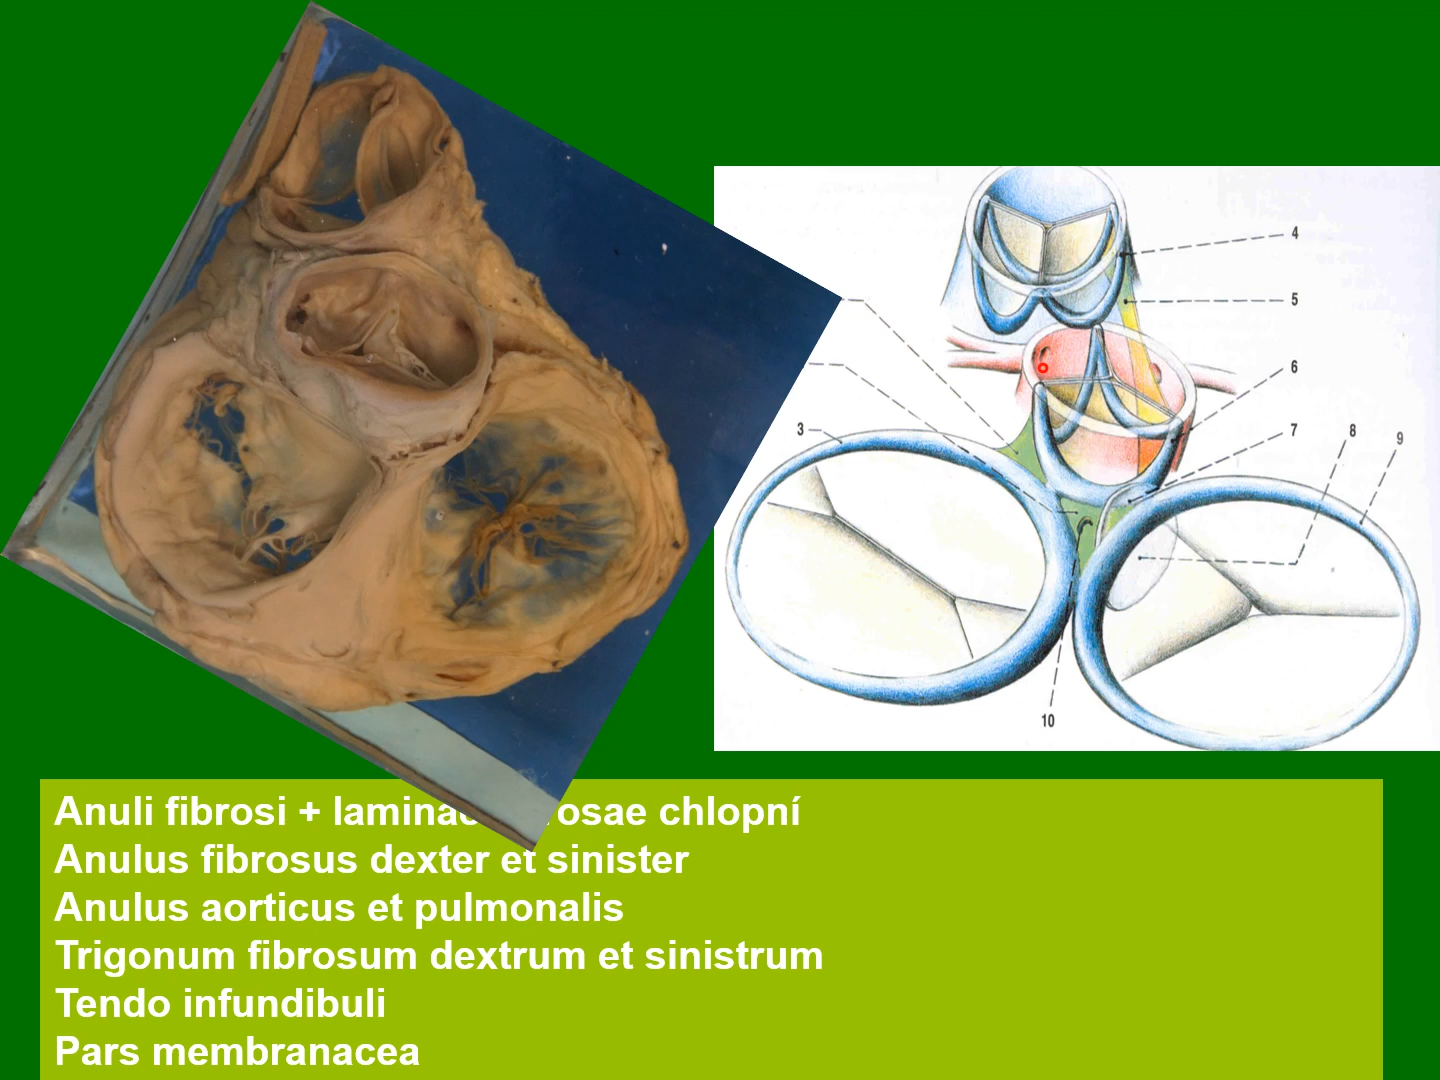 4
5
6
3
7
8
9
10
Anuli fibrosi + laminae osae chlopní
Anulus fibrosus dexter et sinister
Anulus aorticus et pulmonalis
Trigonum fibrosum dextrum et sinistrum
Tendo infundibuli
Pars membranacea